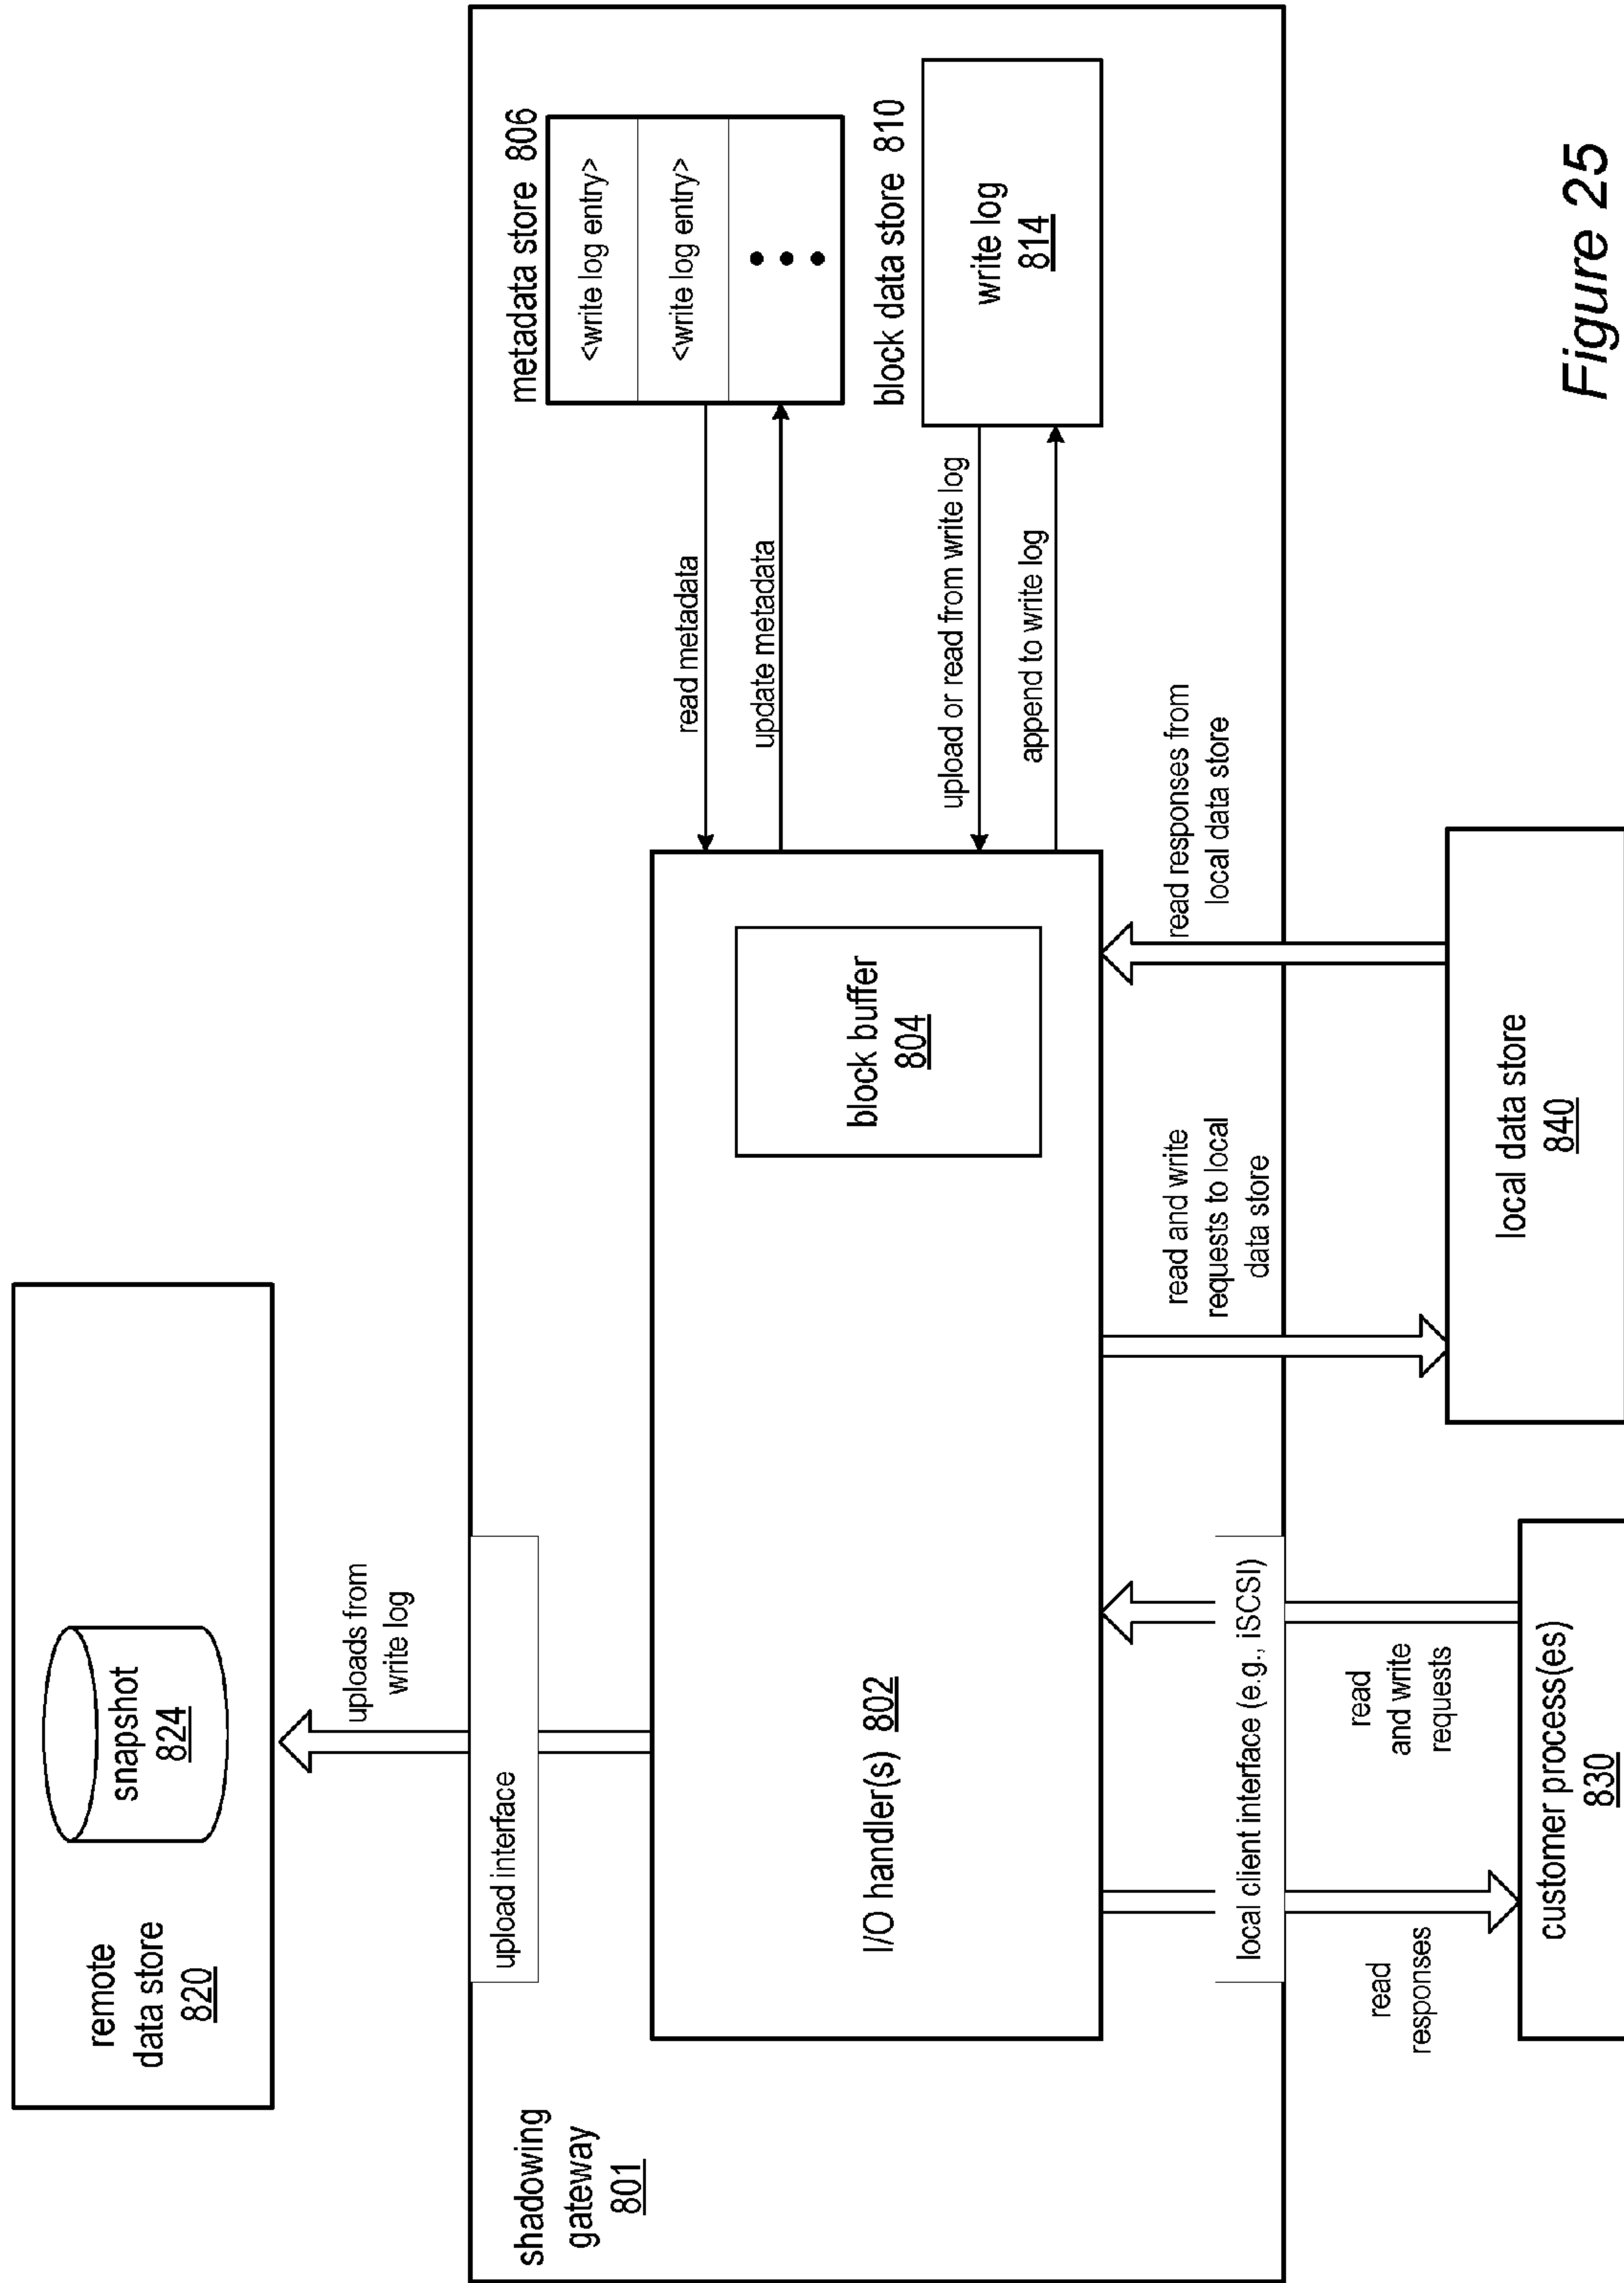 remote
data store
820
snapshot
824
uploads from
write log
shadowing
gateway
801
upload interface
I/O handler(s) 802
block buffer
804
read metadata
update metadata
metadata store 806
<write log entry>
<write log entry>
upload or read from write log
append to write log
block data store 810
write log
814
local client interface (e.g., iSCSI)
read
responses
read
and write
requests
read and write
requests to local
data store
read responses from
local data store
customer process(es)
830
local data store
840
Figure 25